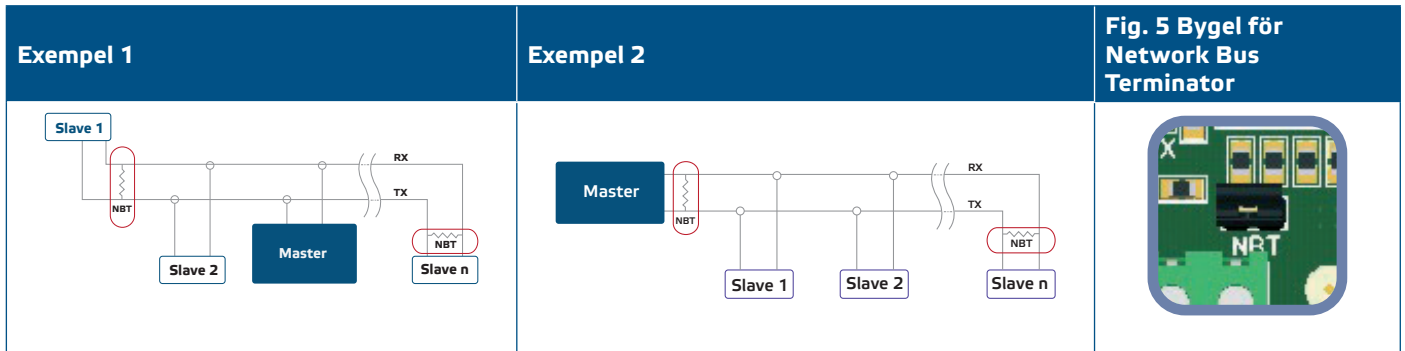 Exempel 1
Exempel 2
Fig. 5 Bygel för
Network Bus
Terminator
Slave 1
RX
TX
NBT
Slave 2
Master
NBT
Slave n
Master
NBT
RX
TX
Slave 1
Slave 2
NBT
Slave n
X
NBT